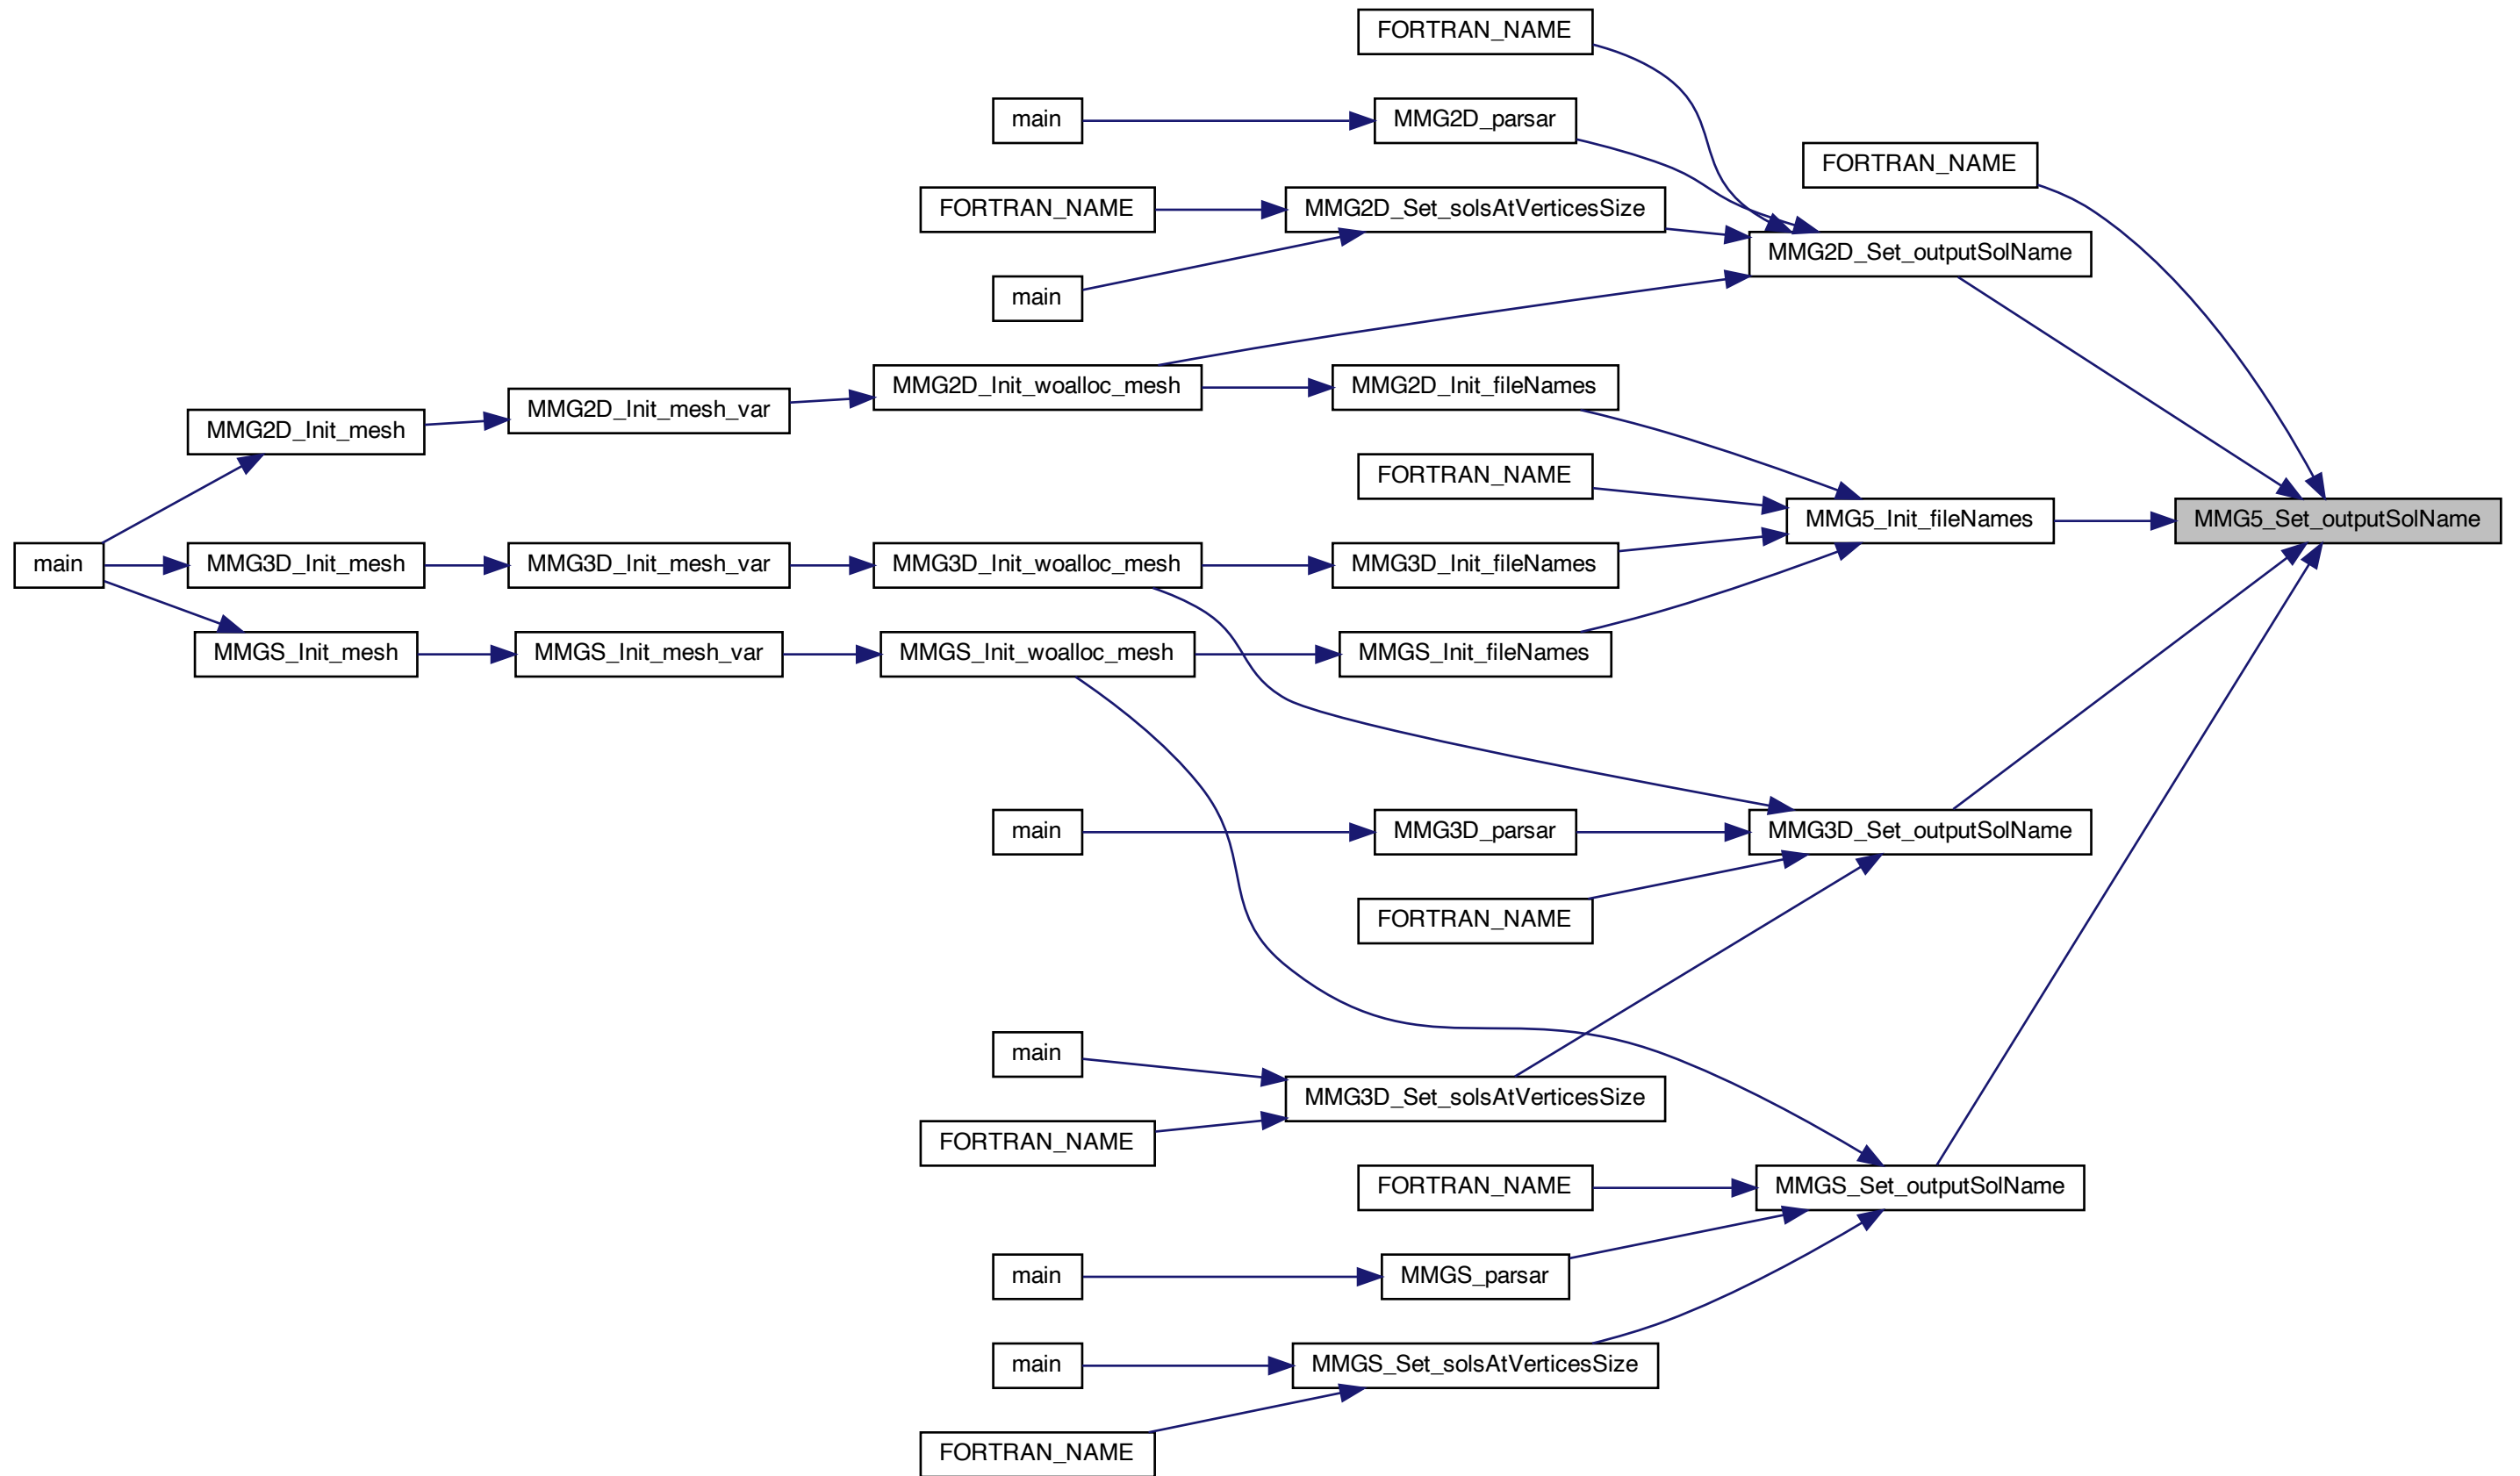 FORTRAN_NAME
main
MMG2D_parsar
FORTRAN_NAME
FORTRAN_NAME
MMG2D_Set_solsAtVerticesSize
MMG2D_Set_outputSolName
main
MMG2D_Init_mesh
MMG2D_Init_mesh_var
MMG2D_Init_woalloc_mesh
MMG2D_Init_fileNames
FORTRAN_NAME
MMG5_Init_fileNames
MMG5_Set_outputSolName
main
MMG3D_Init_mesh
MMG3D_Init_mesh_var
MMG3D_Init_woalloc_mesh
MMG3D_Init_fileNames
MMGS_Init_mesh
MMGS_Init_mesh_var
MMGS_Init_woalloc_mesh
MMGS_Init_fileNames
main
MMG3D_parsar
MMG3D_Set_outputSolName
FORTRAN_NAME
main
MMG3D_Set_solsAtVerticesSize
FORTRAN_NAME
FORTRAN_NAME
MMGS_Set_outputSolName
main
MMGS_parsar
main
MMGS_Set_solsAtVerticesSize
FORTRAN_NAME